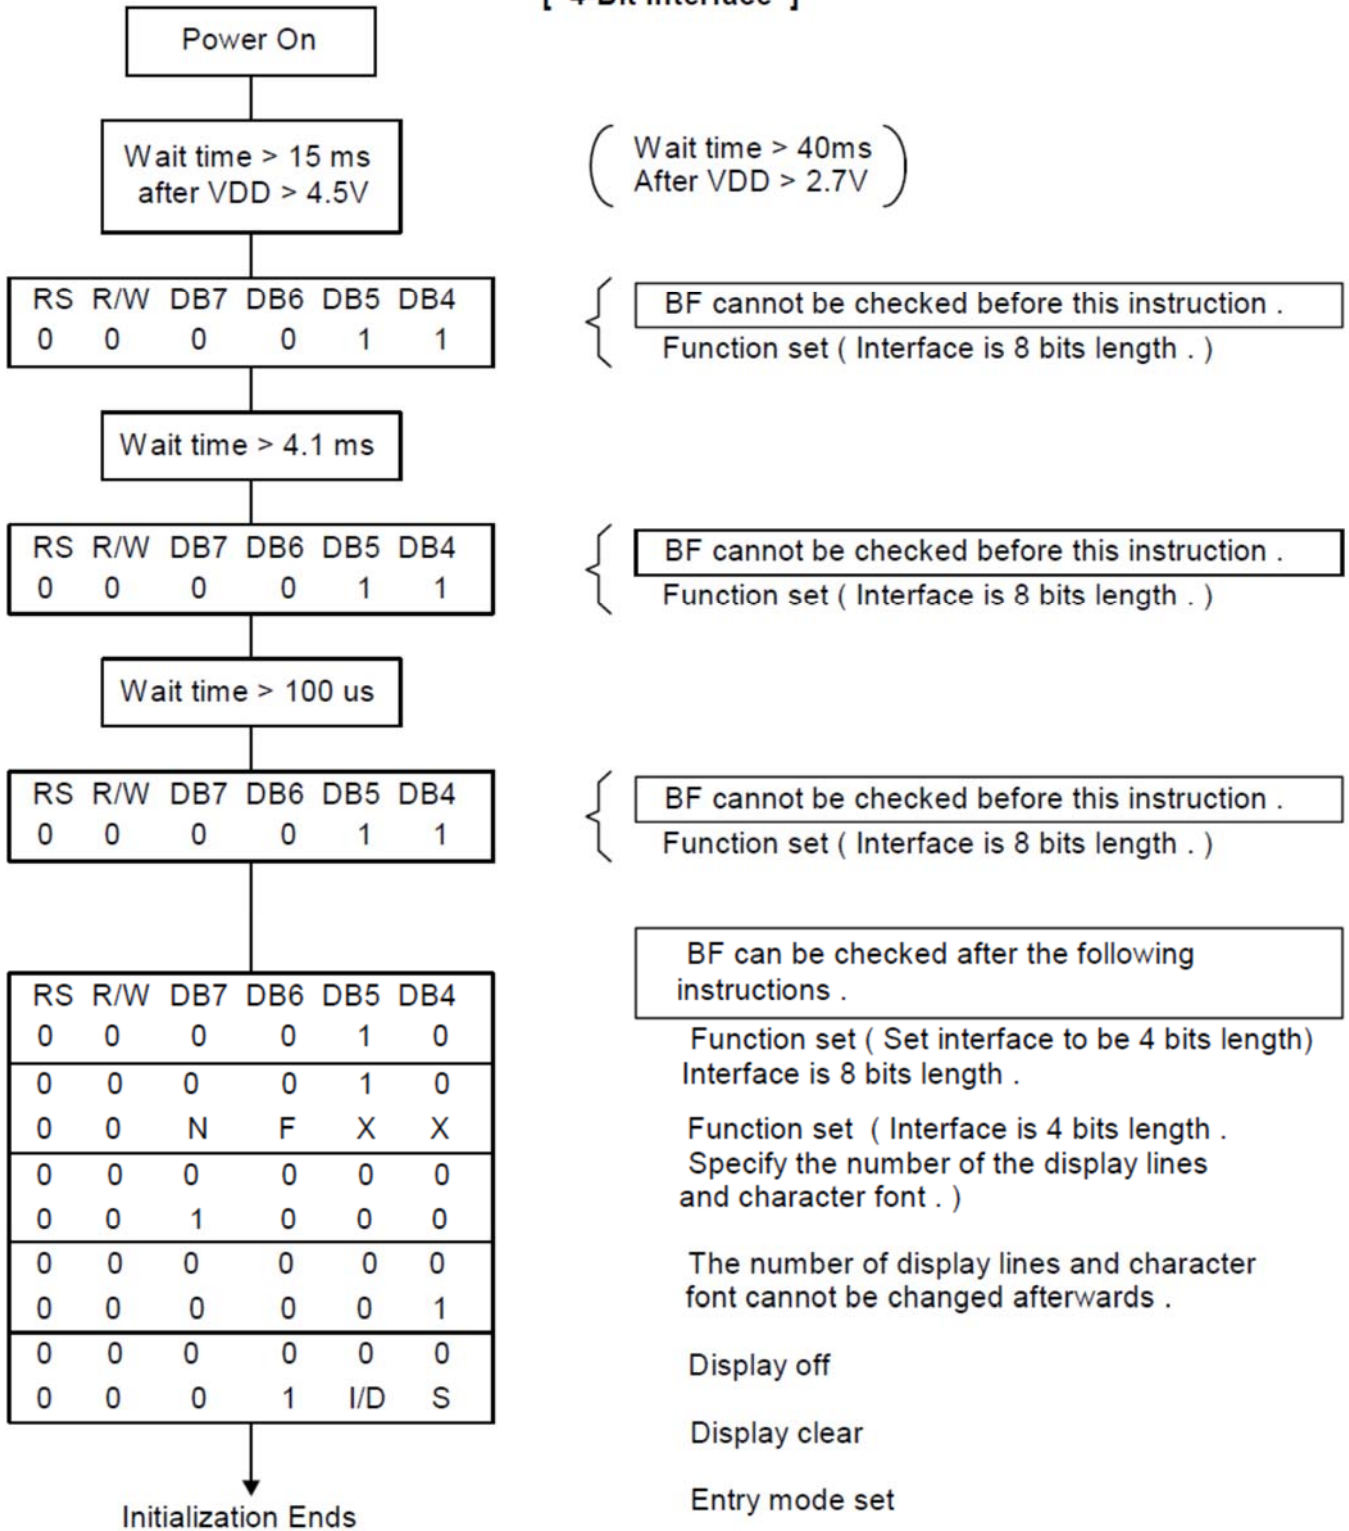 [ 4-Bit Interface ]
Power On
Wait time > 15 ms
after VDD > 4.5V
Wait time > 40ms
After VDD > 2.7V
RS R/W DB7 DB6 DB5 DB4
0 0 0 0 1 1
BF cannot be checked before this instruction .
Function set ( Interface is 8 bits length . )
Wait time > 4.1 ms
RS R/W DB7 DB6 DB5 DB4
0 0 0 0 1 1
BF cannot be checked before this instruction .
Function set ( Interface is 8 bits length . )
Wait time > 100 us
RS R/W DB7 DB6 DB5 DB4
0 0 0 0 1 1
BF cannot be checked before this instruction .
Function set ( Interface is 8 bits length . )
RS R/W DB7 DB6 DB5 DB4
0 0 0 0 1 0
0 0 0 0 1 0
0 0 N F X X
0 0 0 0 0 0
0 0 1 0 0 0
0 0 0 0 0 0
0 0 0 0 0 1
0 0 0 0 0 0
0 0 0 1 I/D S
BF can be checked after the following
instructions .
Function set ( Set interface to be 4 bits length)
Interface is 8 bits length .
Function set ( Interface is 4 bits length .
Specify the number of the display lines
and character font . )
The number of display lines and character
font cannot be changed afterwards .
Display off
Display clear
Entry mode set
Initialization Ends